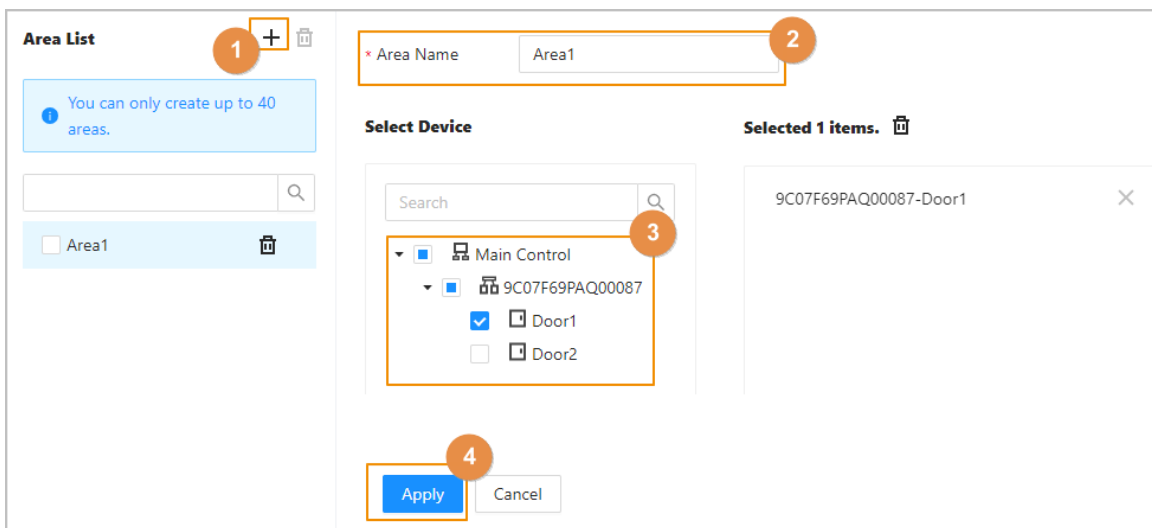 Area List
1
You can only create up to 40
areas.
Area1
* Area Name
Area1
2
Select Device
Search
3
Main Control
9C07F69PAQ00087
Door1
Door2
Selected 1 items.
9C07F69PAQ00087-Door1
4
Apply
Cancel